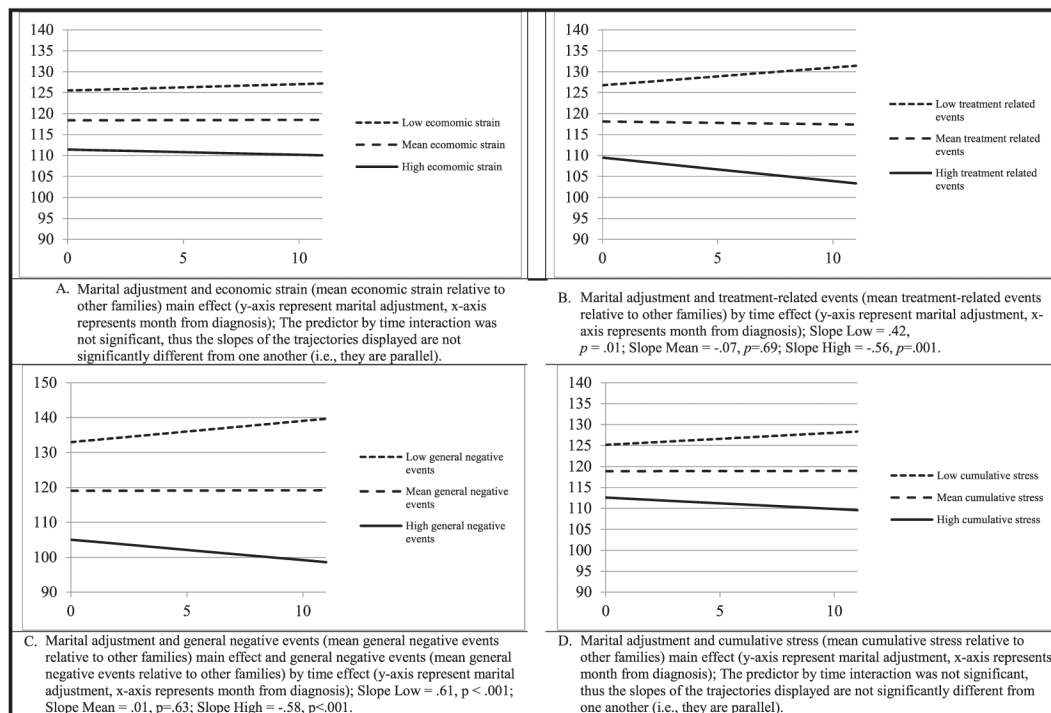 140
135
130
125
120
115
110
105
100
95
90
0
5
10
Low ecomomic strain
Mean economic strain
High economic strain
A. Marital adjustment and economic strain (mean economic strain relative to
other families) main effect (y-axis represent marital adjustment, x-axis
represents month from diagnosis); The predictor by time interaction was
not significant, thus the slopes of the trajectories displayed are not
significantly different from one another (i.e., they are parallel).
140
135
130
125
120
115
110
105
100
95
90
0
5
10
Low treatment related
events
Mean treatment related
events
High treatment related
events
B. Marital adjustment and treatment-related events (mean treatment-related events
relative to other families) by time effect (y-axis represent marital adjustment, x-
axis represents month from diagnosis); Slope Low = .42,
p = .01; Slope Mean = -.07, p=.69; Slope High = -.56, p=.001.
150
140
130
120
110
100
90
0
5
10
Low general negative
events
Mean general negative
events
High general negative
events
C. Marital adjustment and general negative events (mean general negative events
relative to other families) main effect and general negative events (mean general
negative events relative to other families) by time effect (y-axis represent marital
adjustment, x-axis represents month from diagnosis); Slope Low = .61, p < .001;
Slope Mean = .01, p=.63; Slope High = -.58, p<.001.
140
135
130
125
120
115
110
105
100
95
90
0
5
10
Low cumulative stress
Mean cumulative stress
High cumulative stress
D. Marital adjustment and cumulative stress (mean cumulative stress relative to
other families) main effect (y-axis represent marital adjustment, x-axis represents
month from diagnosis); The predictor by time interaction was not significant,
thus the slopes of the trajectories displayed are not significantly different from
one another (i.e., they are parallel).